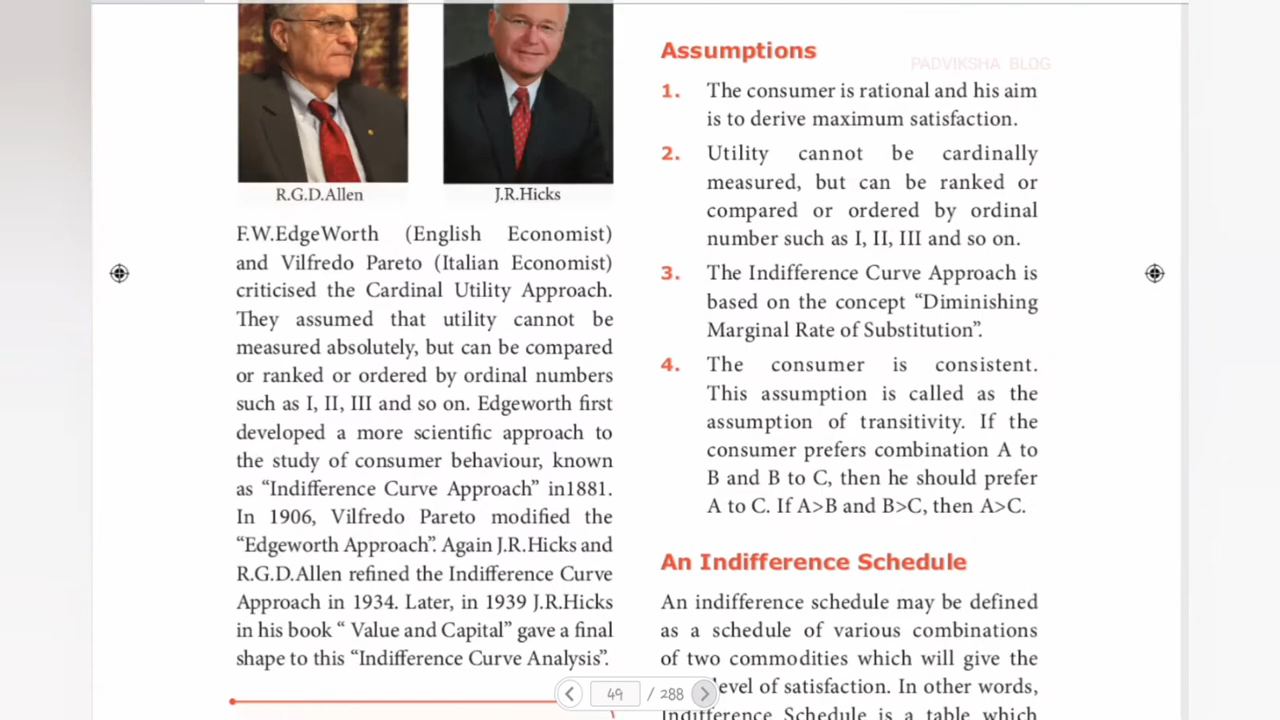 R.G.D.Allen
J.R.Hicks
F.W.EdgeWorth (English Economist)
and Vilfredo Pareto (Italian Economist)
criticised the Cardinal Utility Approach.
They assumed that utility cannot be
measured absolutely, but can be compared
or ranked or ordered by ordinal numbers
such as I, II, III and so on. Edgeworth first
developed a more scientific approach to
the study of consumer behaviour, known
as “Indifference Curve Approach” in1881.
In 1906, Vilfredo Pareto modified the
“Edgeworth Approach”. Again J.R.Hicks and
R.G.D.Allen refined the Indifference Curve
Approach in 1934. Later, in 1939 J.R.Hicks
in his book “ Value and Capital” gave a final
shape to this “Indifference Curve Analysis”.
Assumptions
PADVIKSHA BLOG
1. The consumer is rational and his aim
is to derive maximum satisfaction.
2. Utility cannot be cardinally
measured, but can be ranked or
compared or ordered by ordinal
number such as I, II, III and so on.
3. The Indifference Curve Approach is
based on the concept “Diminishing
Marginal Rate of Substitution”.
4. The consumer is consistent.
This assumption is called as the
assumption of transitivity. If the
consumer prefers combination A to
B and B to C, then he should prefer
A to C. If A>B and B>C, then A>C.
An Indifference Schedule
An indifference schedule may be defined
as a schedule of various combinations
of two commodities which will give the
level of satisfaction. In other words,
Indifference Schedule is a table which
49 / 288